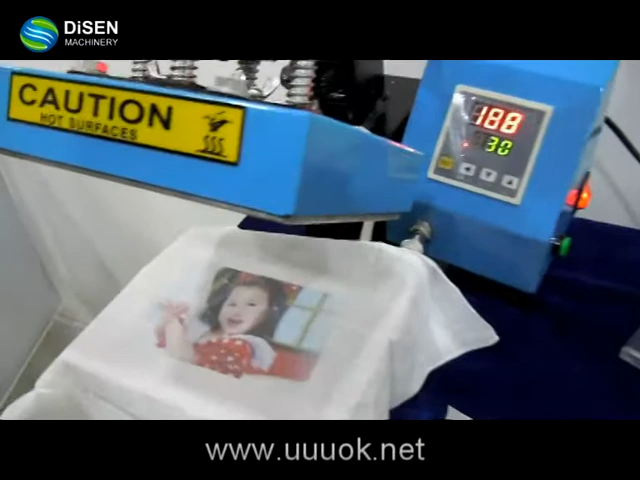 DiSEN
MACHINERY
CAUTION
HOT SURFACES
188
30
www.uuuok.net